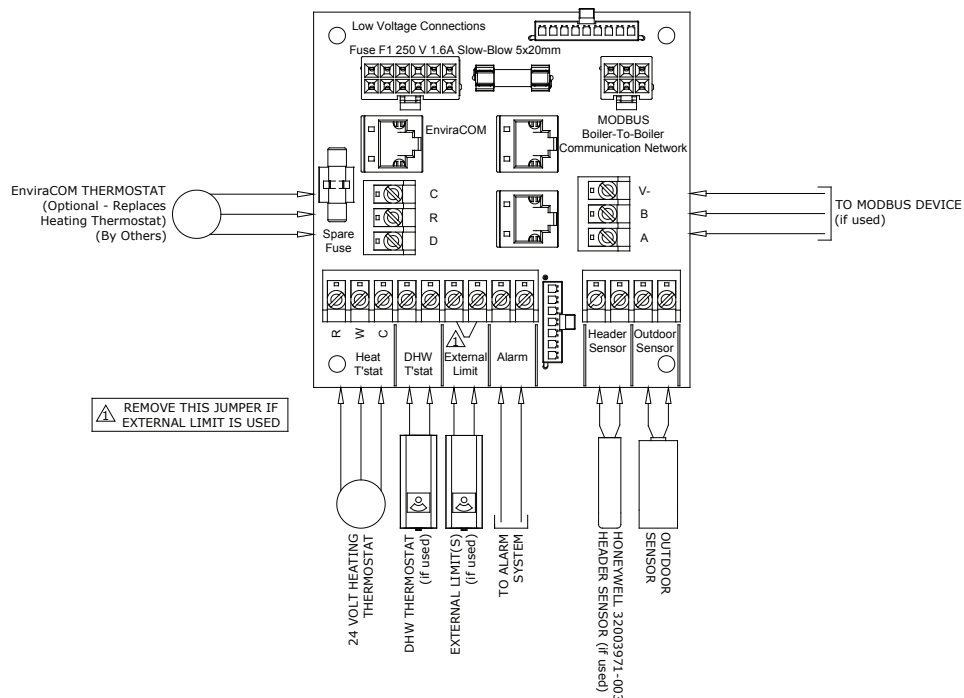 Low Voltage Connections
Fuse F1 250 V 1.6A Slow-Blow 5x20mm
EnviraCOM
MODBUS
Boiler-To-Boiler
Communication Network
EnviraCOM THERMOSTAT
(Optional - Replaces
Heating Thermostat)
(By Others)
Spare
Fuse
C
R
D
V-
B
A
TO MODBUS DEVICE
(if used)
R
W
C
Heat
T'stat
DHW
T'stat
1
External
Limit
Alarm
Header
Sensor
Outdoor
Sensor
1
REMOVE THIS JUMPER IF
EXTERNAL LIMIT IS USED
24 VOLT HEATING
THERMOSTAT
DHW THERMOSTAT
(if used)
EXTERNAL LIMIT(S)
(if used)
TO ALARM
SYSTEM
HONEYWELL 32003971-003
HEADER SENSOR (if used)
OUTDOOR
SENSOR